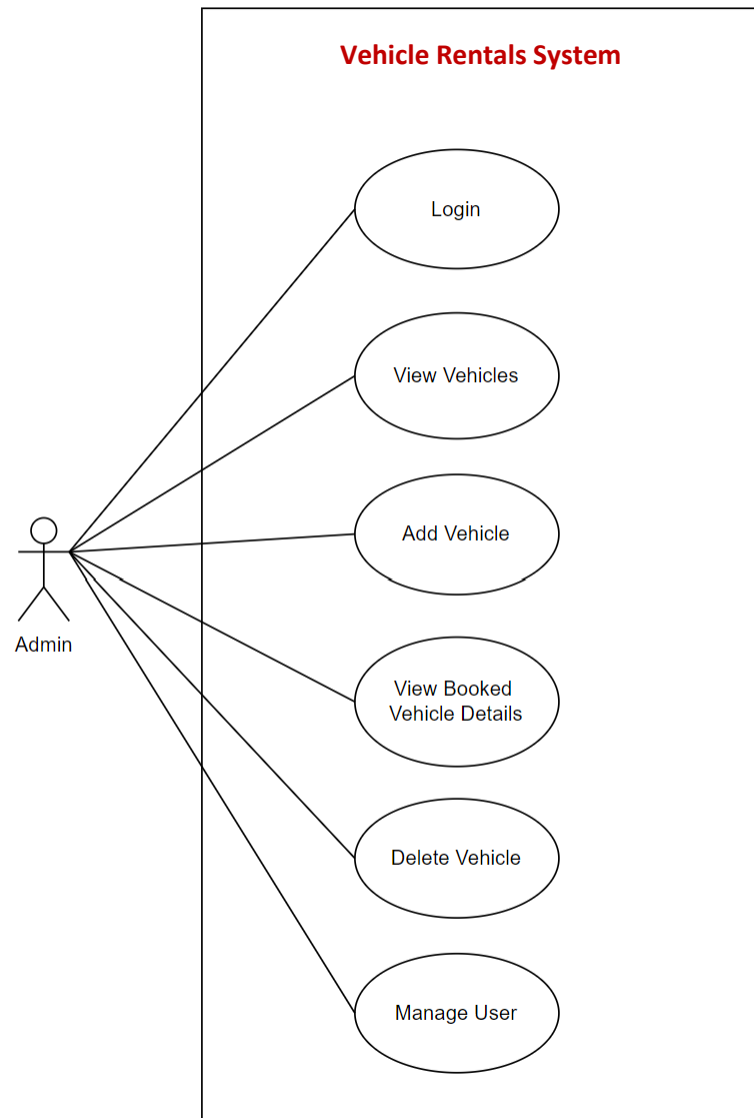 Vehicle Rentals System
Login
View Vehicles
Add Vehicle
Admin
View Booked
Vehicle Details
Delete Vehicle
Manage User